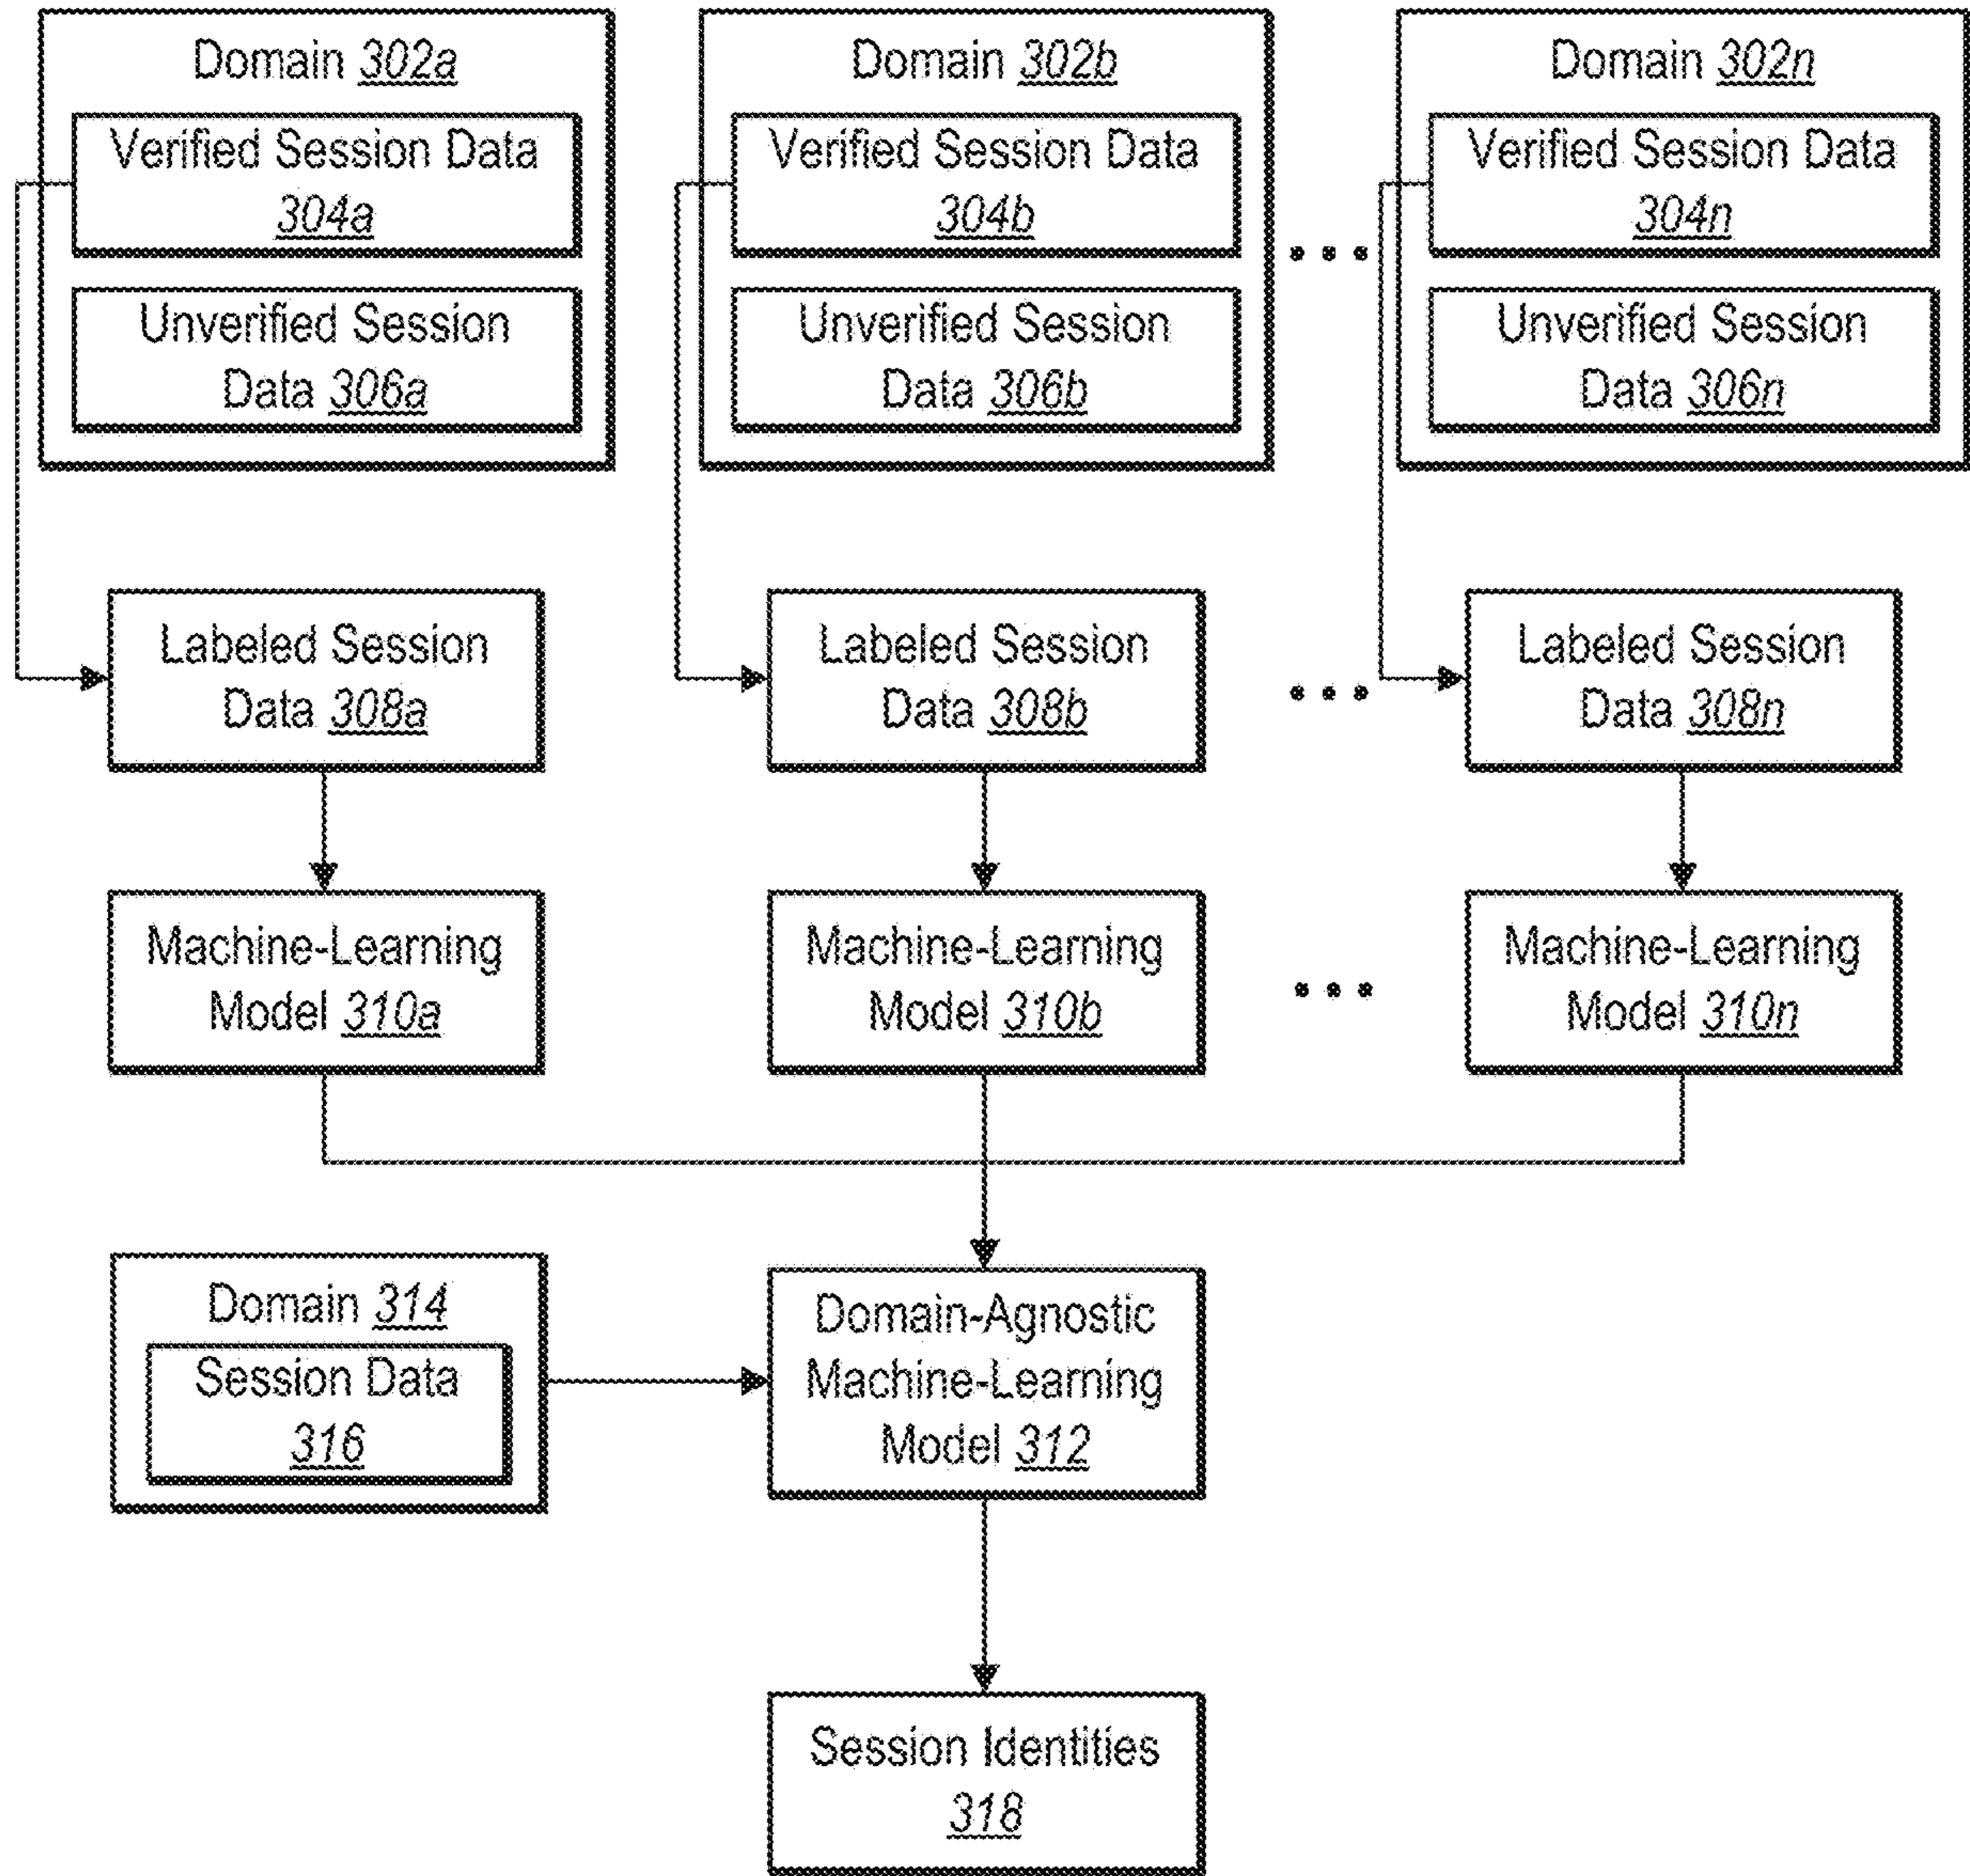 Domain 302a
Verified Session Data
304a
Unverified Session
Data 306a
Domain 302b
Verified Session Data
304b
Unverified Session
Data 306b
...
Domain 302n
Verified Session Data
304n
Unverified Session
Data 306n
Labeled Session
Data 308a
Labeled Session
Data 308b
...
Labeled Session
Data 308n
Machine-Learning
Model 310a
Machine-Learning
Model 310b
...
Machine-Learning
Model 310n
Domain 314
Session Data
316
Domain-Agnostic
Machine-Learning
Model 312
Session Identities
318